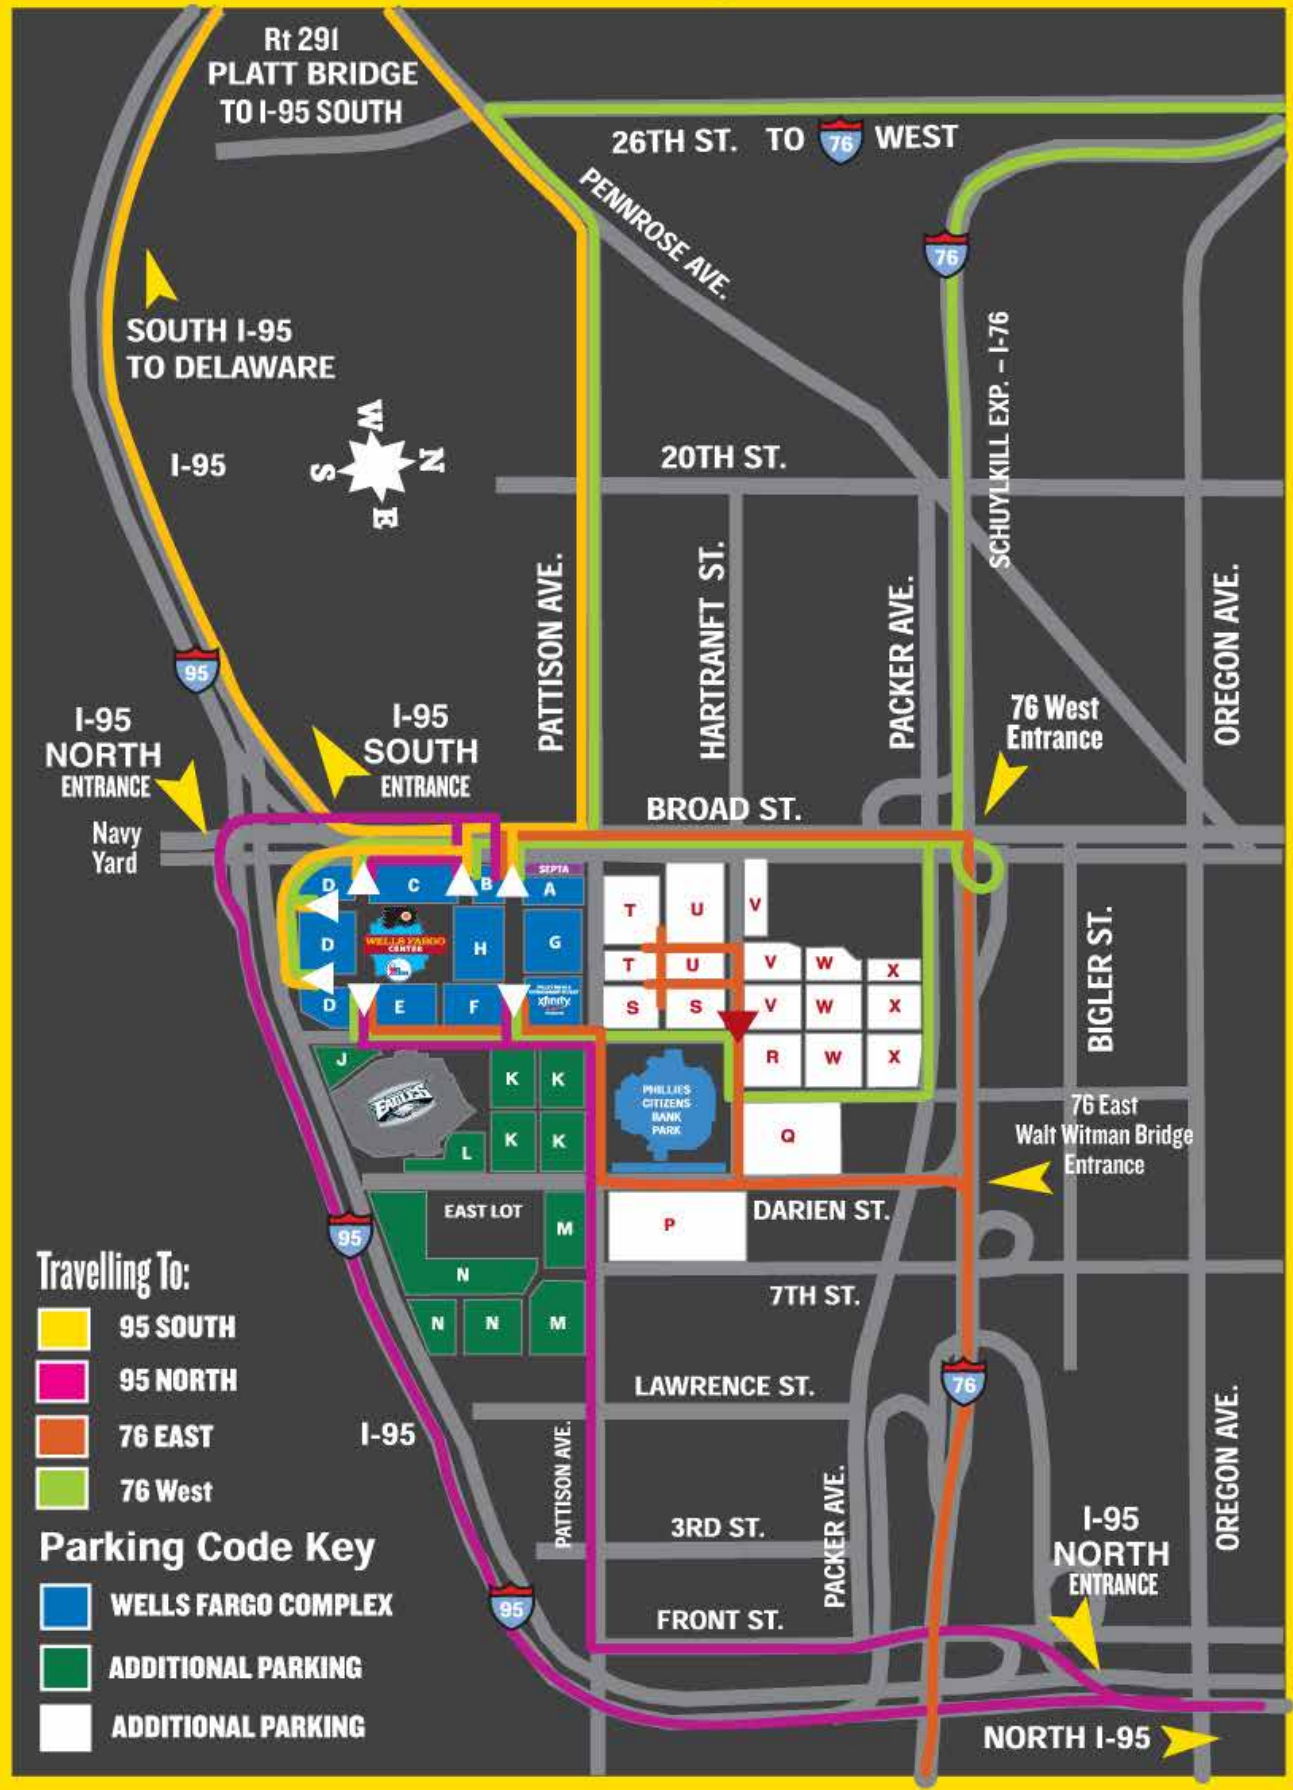 Rt 291
PLATT BRIDGE
TO I-95 SOUTH
26TH ST. TO 76 WEST
PENNROSE AVE.
76
SOUTH I-95
TO DELAWARE
SCHUYLKILL EXP. – I-76
W
N
S
E
I-95
20TH ST.
PATTISON AVE.
HARTRANFT ST.
PACKER AVE.
OREGON AVE.
95
I-95
NORTH
ENTRANCE
I-95
SOUTH
ENTRANCE
76 West
Entrance
BROAD ST.
Navy
Yard
SEPTA
D
C
B
A
T
U
V
D
WELLS FARGO
CENTER
H
G
T
U
V
W
X
D
E
F
xfinity
S
S
V
W
X
BIGLER ST.
J
EAGLES
K
K
PHILLIES
CITIZENS
BANK
PARK
R
W
X
L
K
K
Q
76 East
Walt Witman Bridge
Entrance
EAST LOT
M
P
DARIEN ST.
95
N
7TH ST.
N
N
M
Travelling To:
95 SOUTH
95 NORTH
76 EAST
76 West
LAWRENCE ST.
76
I-95
PATTISON AVE.
PACKER AVE.
OREGON AVE.
3RD ST.
I-95
NORTH
ENTRANCE
Parking Code Key
WELLS FARGO COMPLEX
ADDITIONAL PARKING
ADDITIONAL PARKING
95
FRONT ST.
NORTH I-95